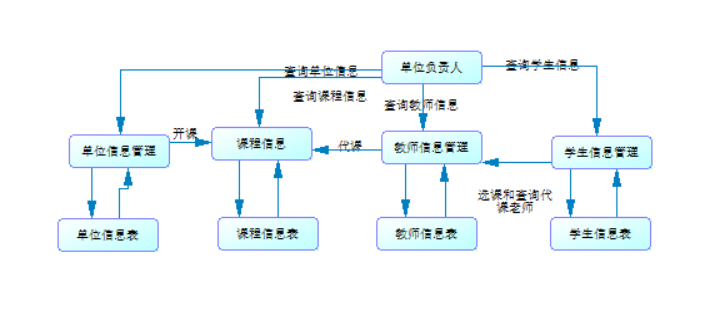 单位负责人
查询单位信息
查询学生信息
查询课程信息
查询教师信息
开课
单位信息管理
课程信息
代课
教师信息管理
学生信息管理
选课和查询代
课老师
单位信息表
课程信息表
教师信息表
学生信息表